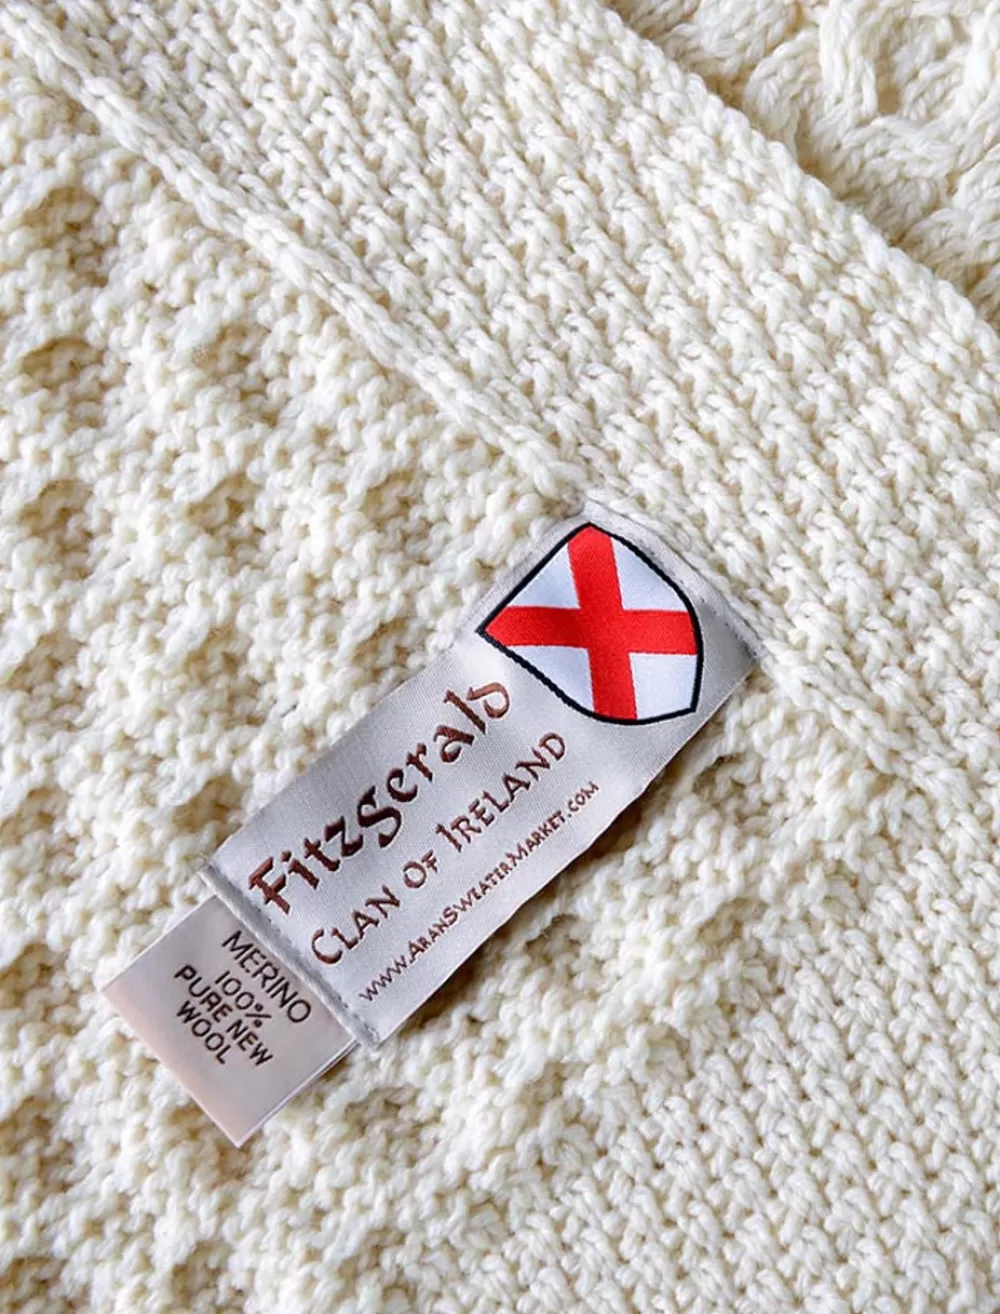 Fitzgerald
CLAN OF IRELAND
WWW.ARANSWEATERMARKET.COM
MERINO
100%
PURE NEW
WOOL